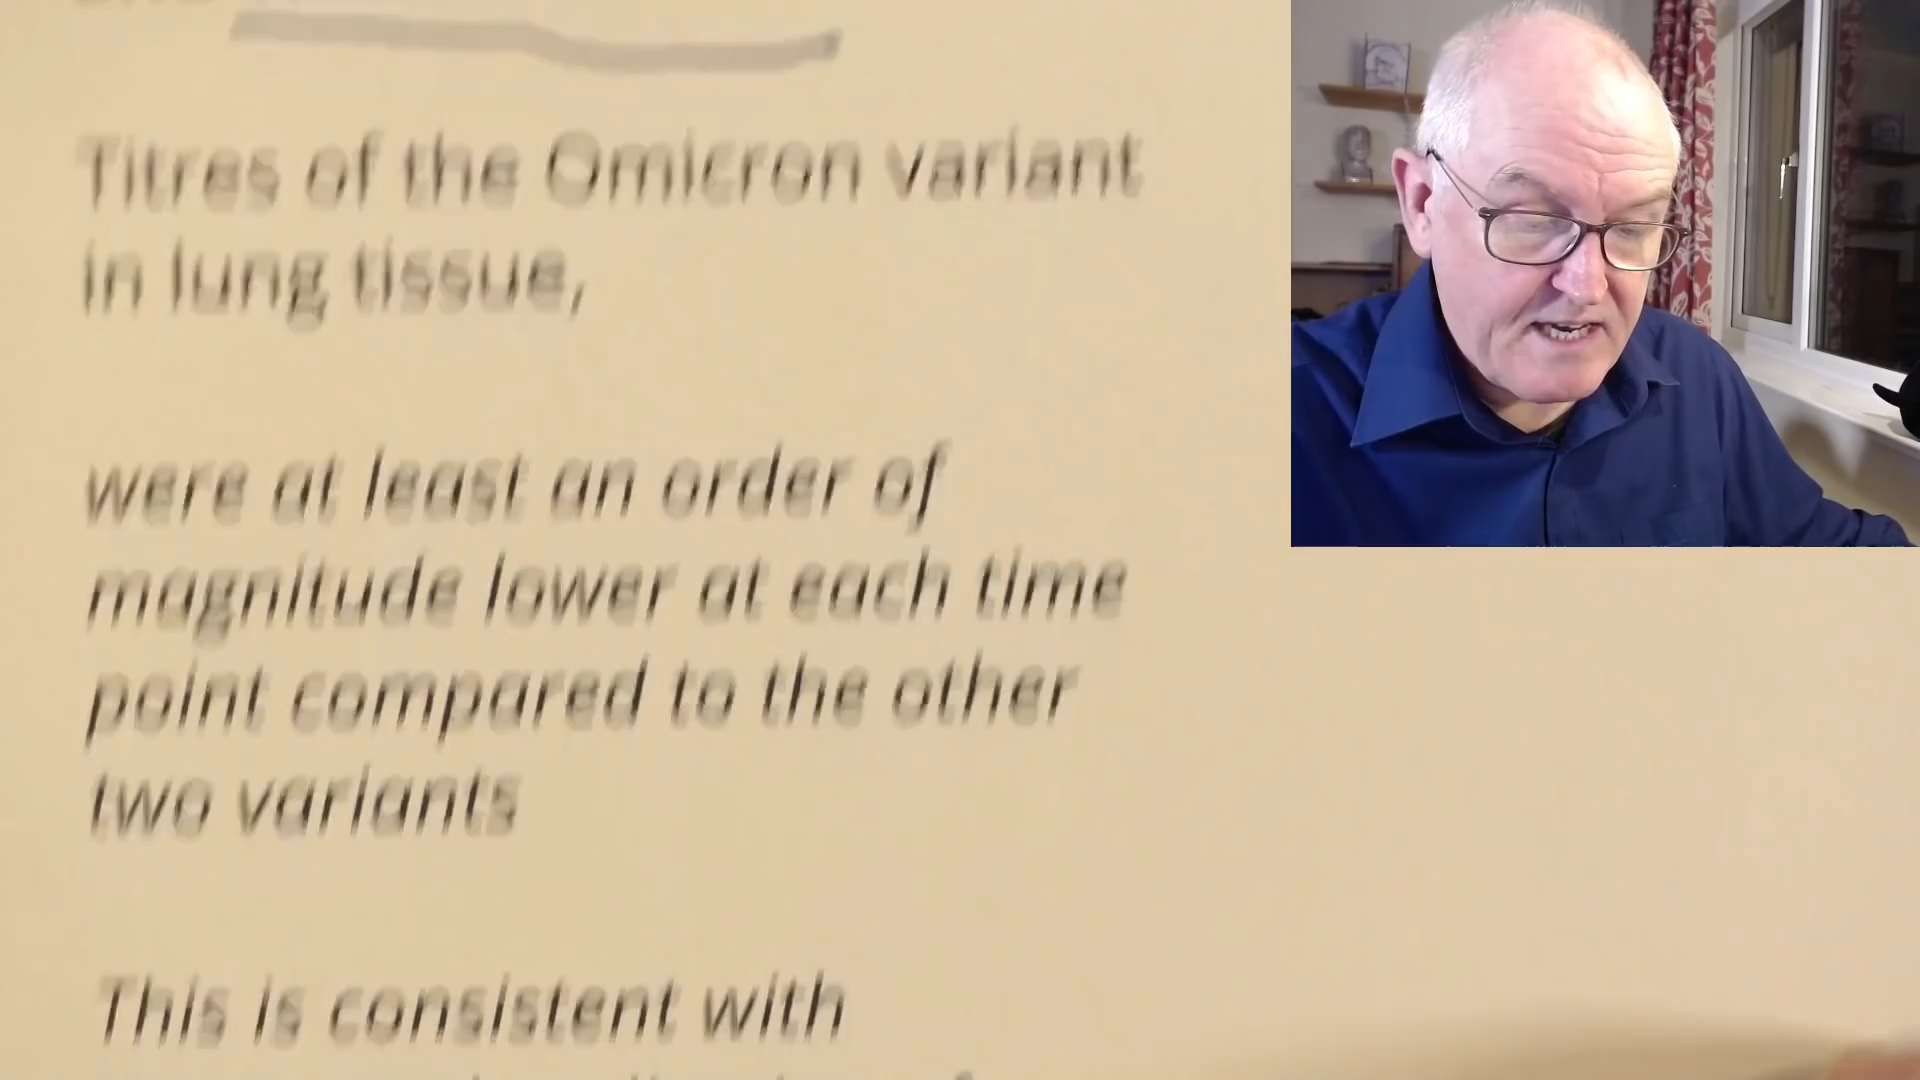 Titres of the Omicron variant
in lung tissue,
were at least an order of
magnitude lower at each time
point compared to the other
two variants
This is consistent with